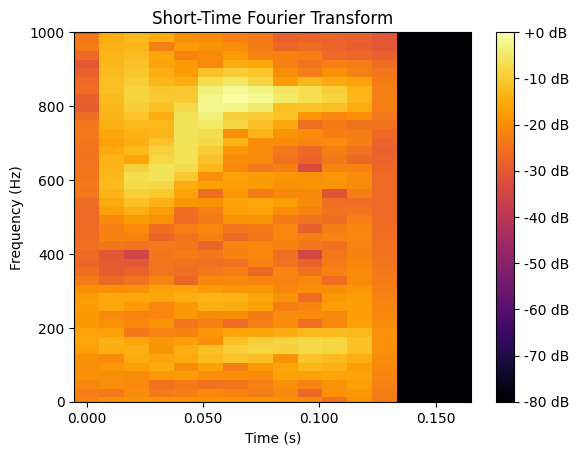 Short-Time Fourier Transform
1000
800
600
400
200
0
Frequency (Hz)
0.000
0.050
0.100
0.150
Time (s)
+0 dB
-10 dB
-20 dB
-30 dB
-40 dB
-50 dB
-60 dB
-70 dB
-80 dB